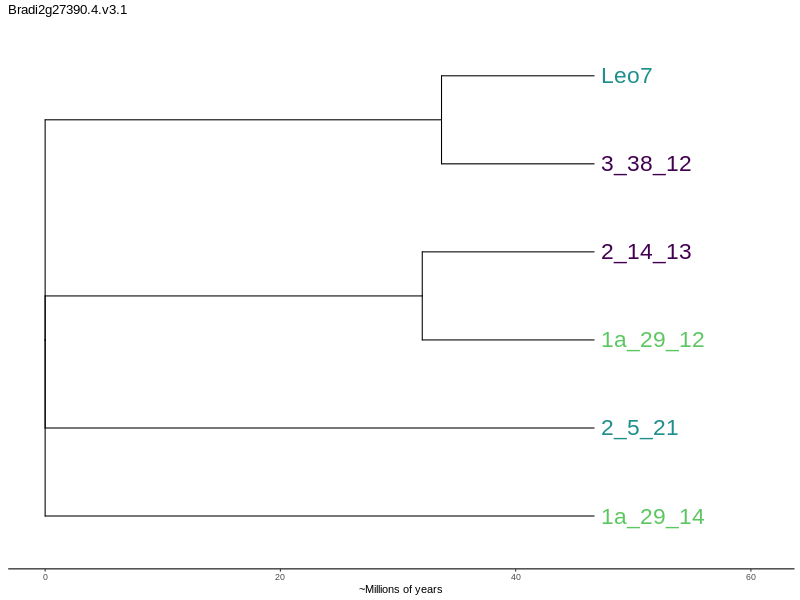 Bradi2g27390.4.v3.1
Leo7
3_38_12
2_14_13
1a_29_12
2_5_21
1a_29_14
0 20 40 60
~Millions of years